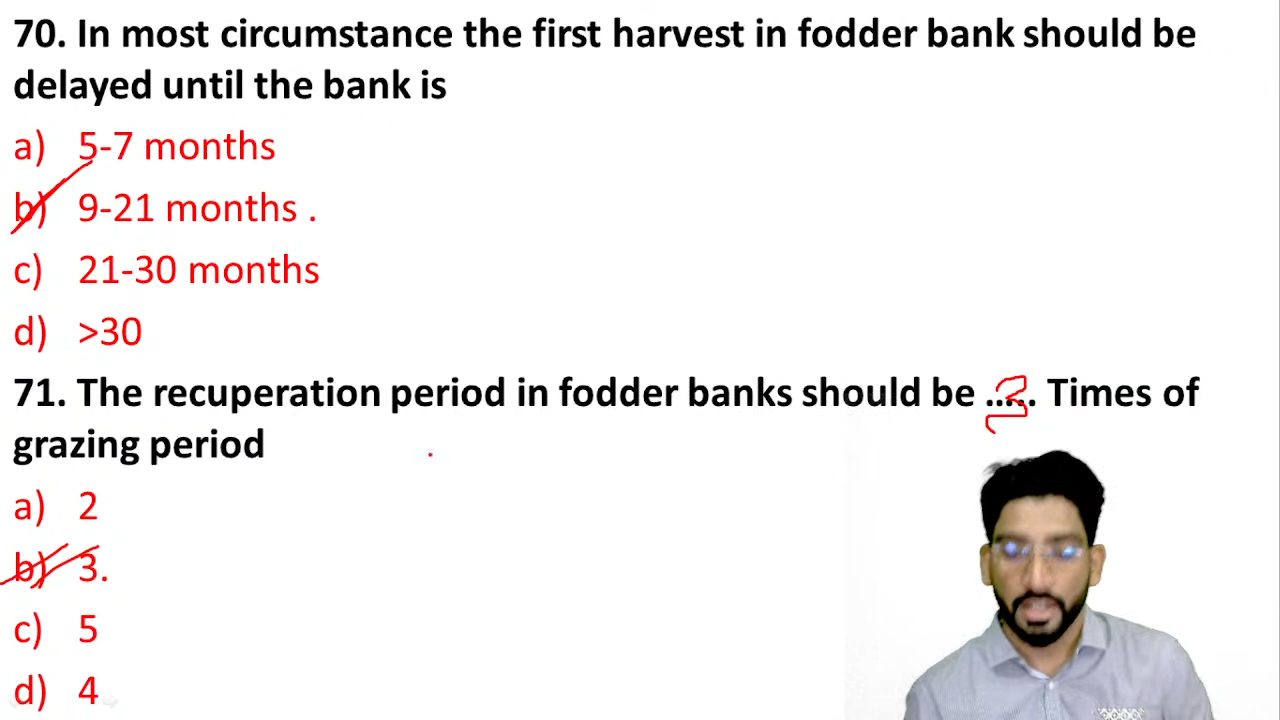 70. In most circumstance the first harvest in fodder bank should be
delayed until the bank is
a) 5-7 months
b) 9-21 months .
c) 21-30 months
d) >30
71. The recuperation period in fodder banks should be ..... Times of
grazing period
a) 2
b) 3.
c) 5
d) 4